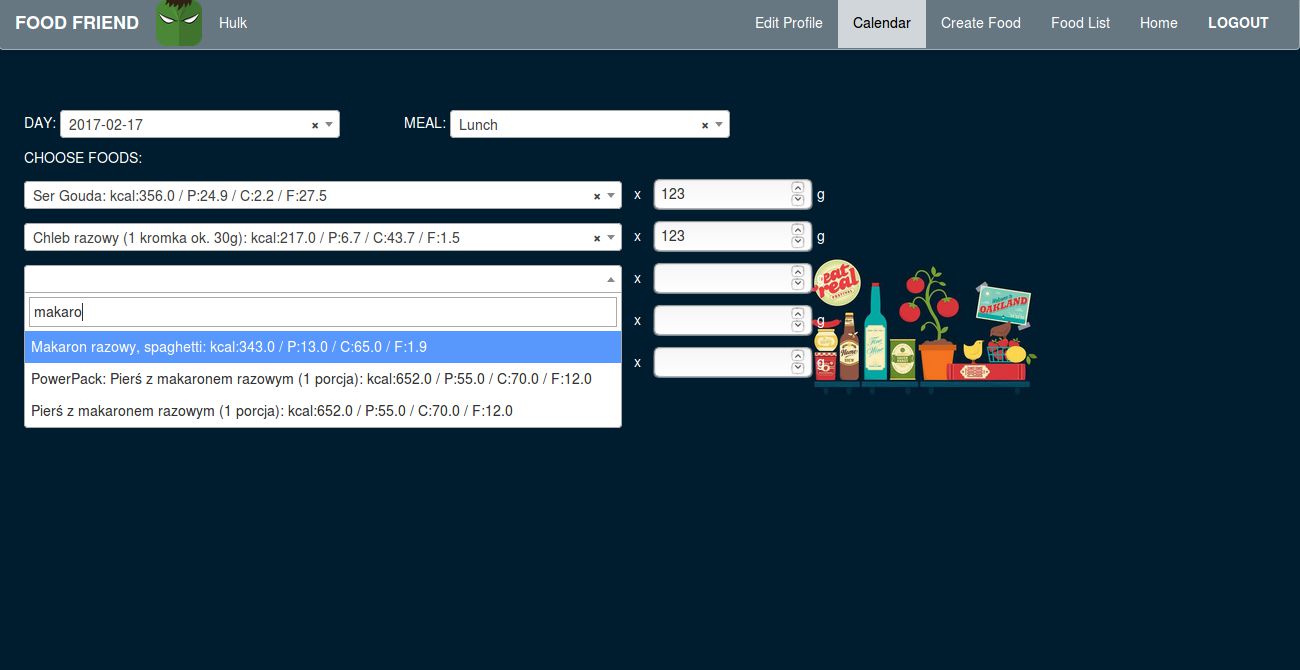 FOOD FRIEND Hulk Edit Profile Calendar Create Food Food List Home LOGOUT
DAY: 2017-02-17 × MEAL: Lunch ×
CHOOSE FOODS:
Ser Gouda: kcal:356.0 / P:24.9 / C:2.2 / F:27.5 × x 123 g
Chleb razowy (1 kromka ok. 30g): kcal:217.0 / P:6.7 / C:43.7 / F:1.5 × x 123 g
x
eat
real
FESTIVAL
makaro
OAKLAND
x g
Makaron razowy, spaghetti: kcal:343.0 / P:13.0 / C:65.0 / F:1.9
x g
PowerPack: Pierś z makaronem razowym (1 porcja): kcal:652.0 / P:55.0 / C:70.0 / F:12.0
Pierś z makaronem razowym (1 porcja): kcal:652.0 / P:55.0 / C:70.0 / F:12.0